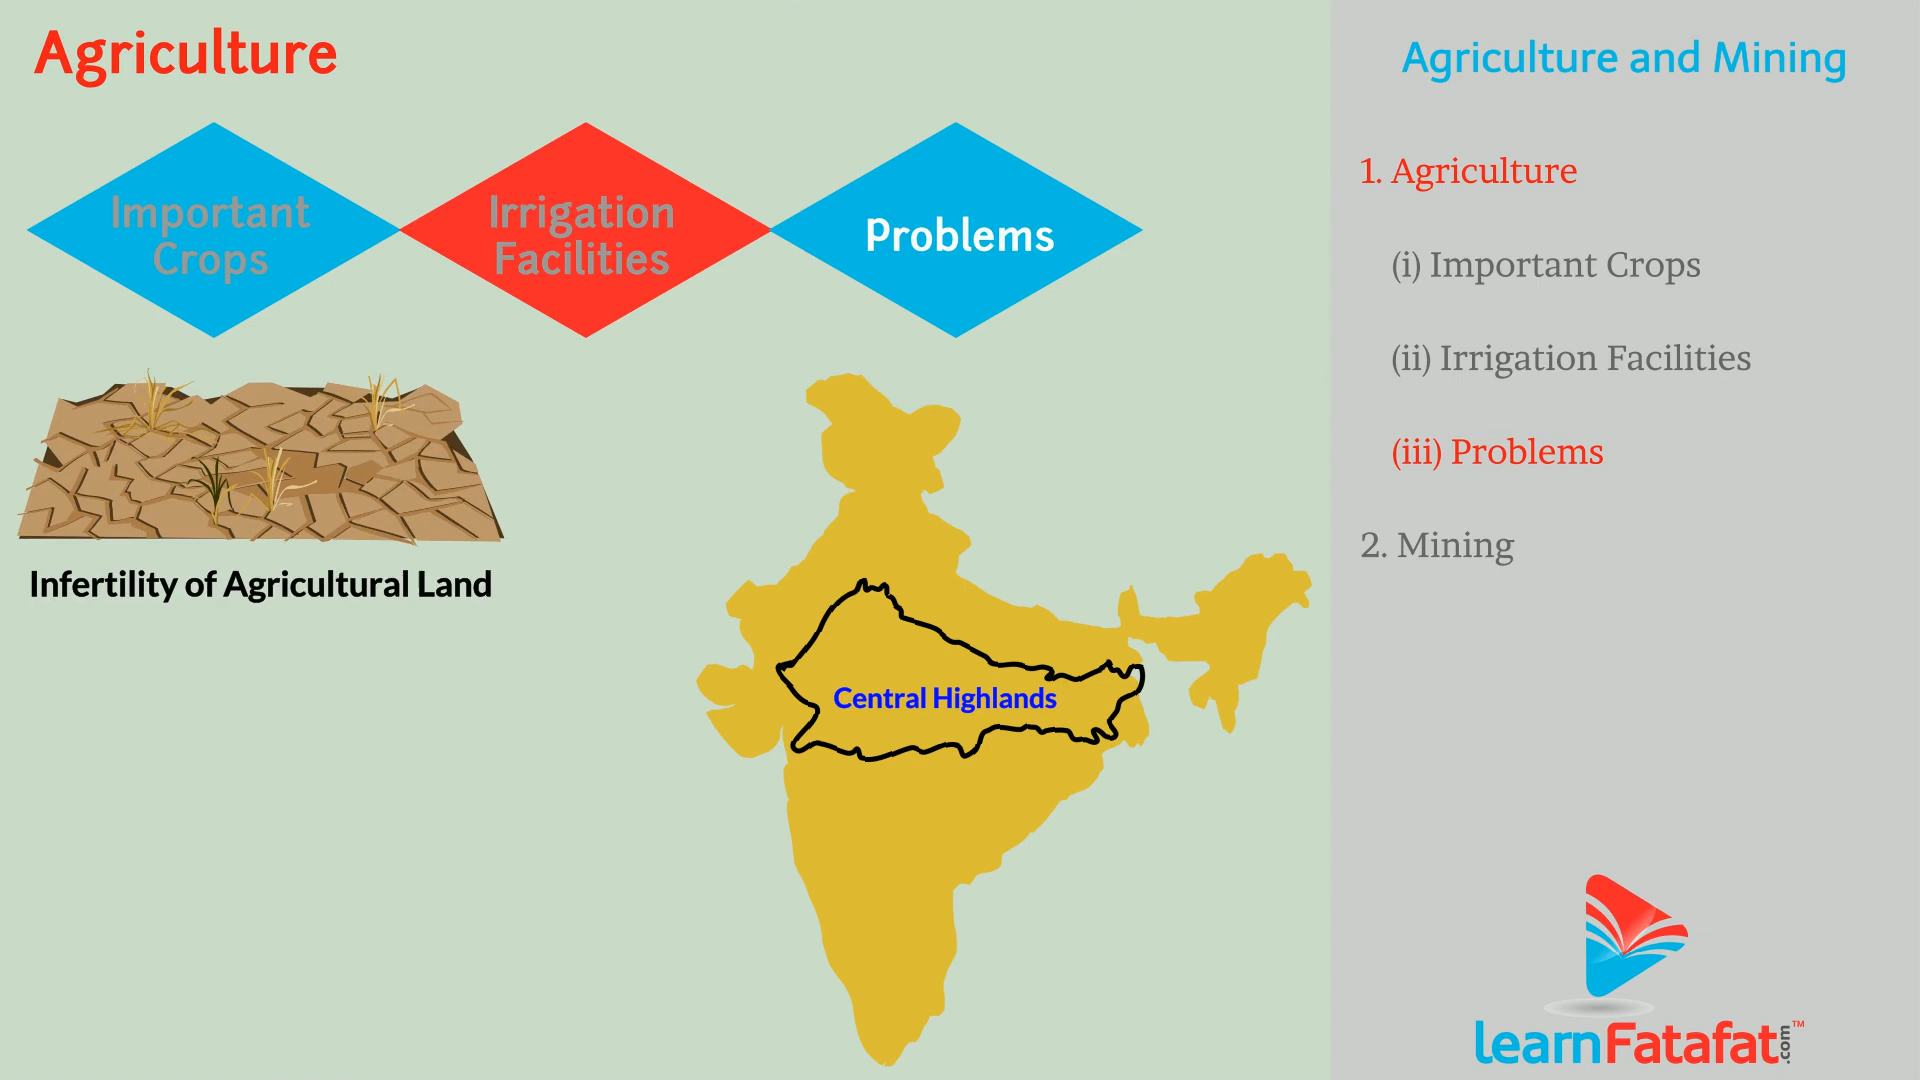 Agriculture
Important
Crops
Irrigation
Facilities
Problems
Infertility of Agricultural Land
Central Highlands
Agriculture and Mining
1. Agriculture
(i) Important Crops
(ii) Irrigation Facilities
(iii) Problems
2. Mining
learnFatafat.com™